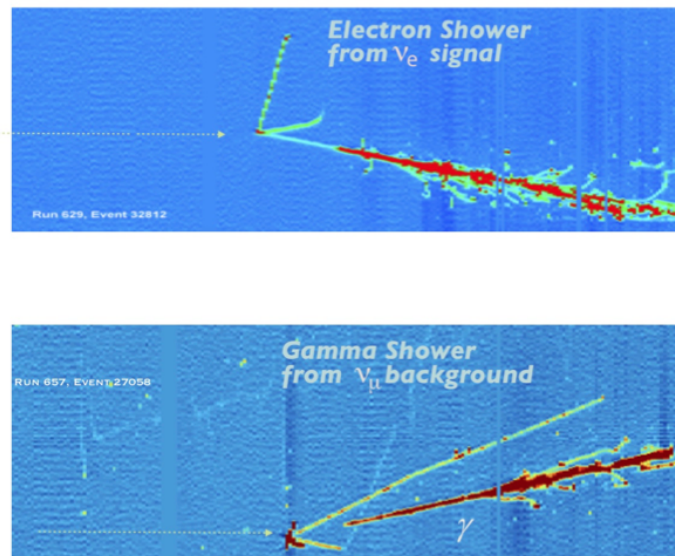 Electron Shower
from νe signal
Run 629, Event 32812
Gamma Shower
from νμ background
RUN 657, EVENT 27058
γ